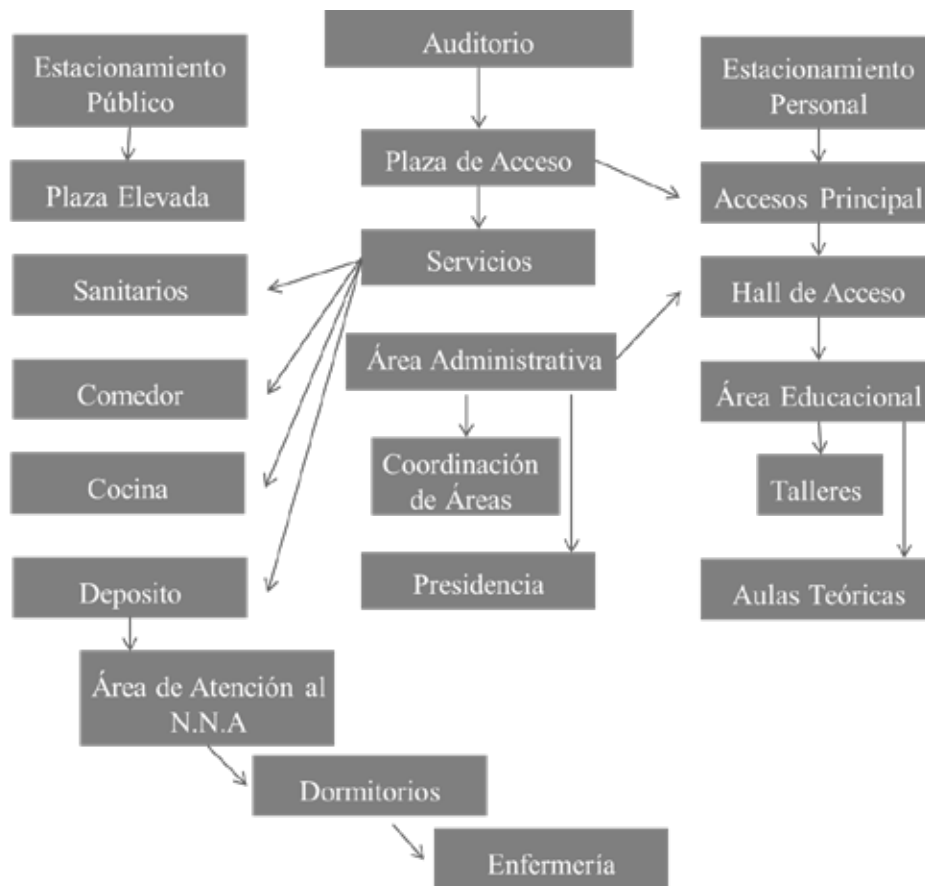 Auditorio
Estacionamiento
Público
Estacionamiento
Personal
Plaza de Acceso
Plaza Elevada
Accesos Principal
Servicios
Sanitarios
Hall de Acceso
Área Administrativa
Comedor
Área Educacional
Coordinación
de Áreas
Cocina
Talleres
Deposito
Presidencia
Aulas Teóricas
Área de Atención al
N.N.A
Dormitorios
Enfermería